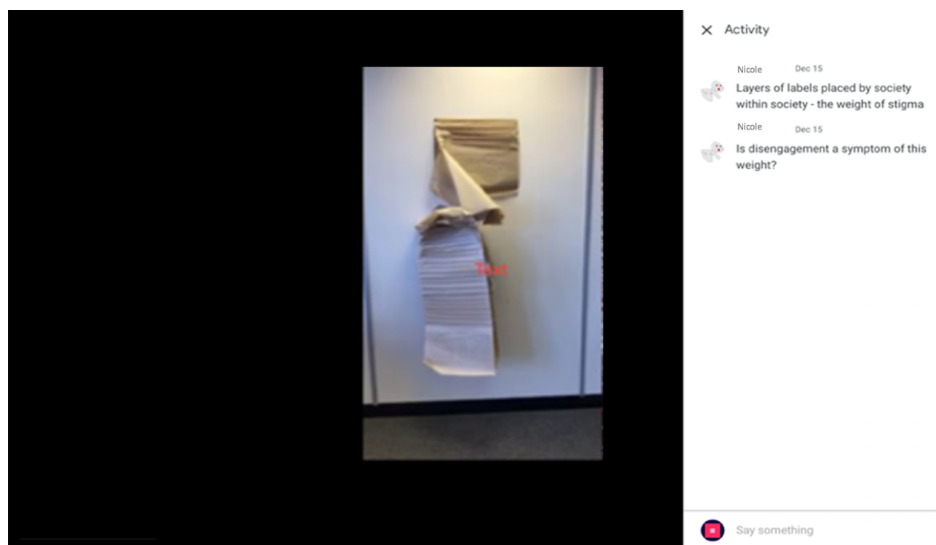 Activity
Nicole Dec 15
Layers of labels placed by society
within society - the weight of stigma
Nicole Dec 15
Is disengagement a symptom of this
weight?
Text
Say something